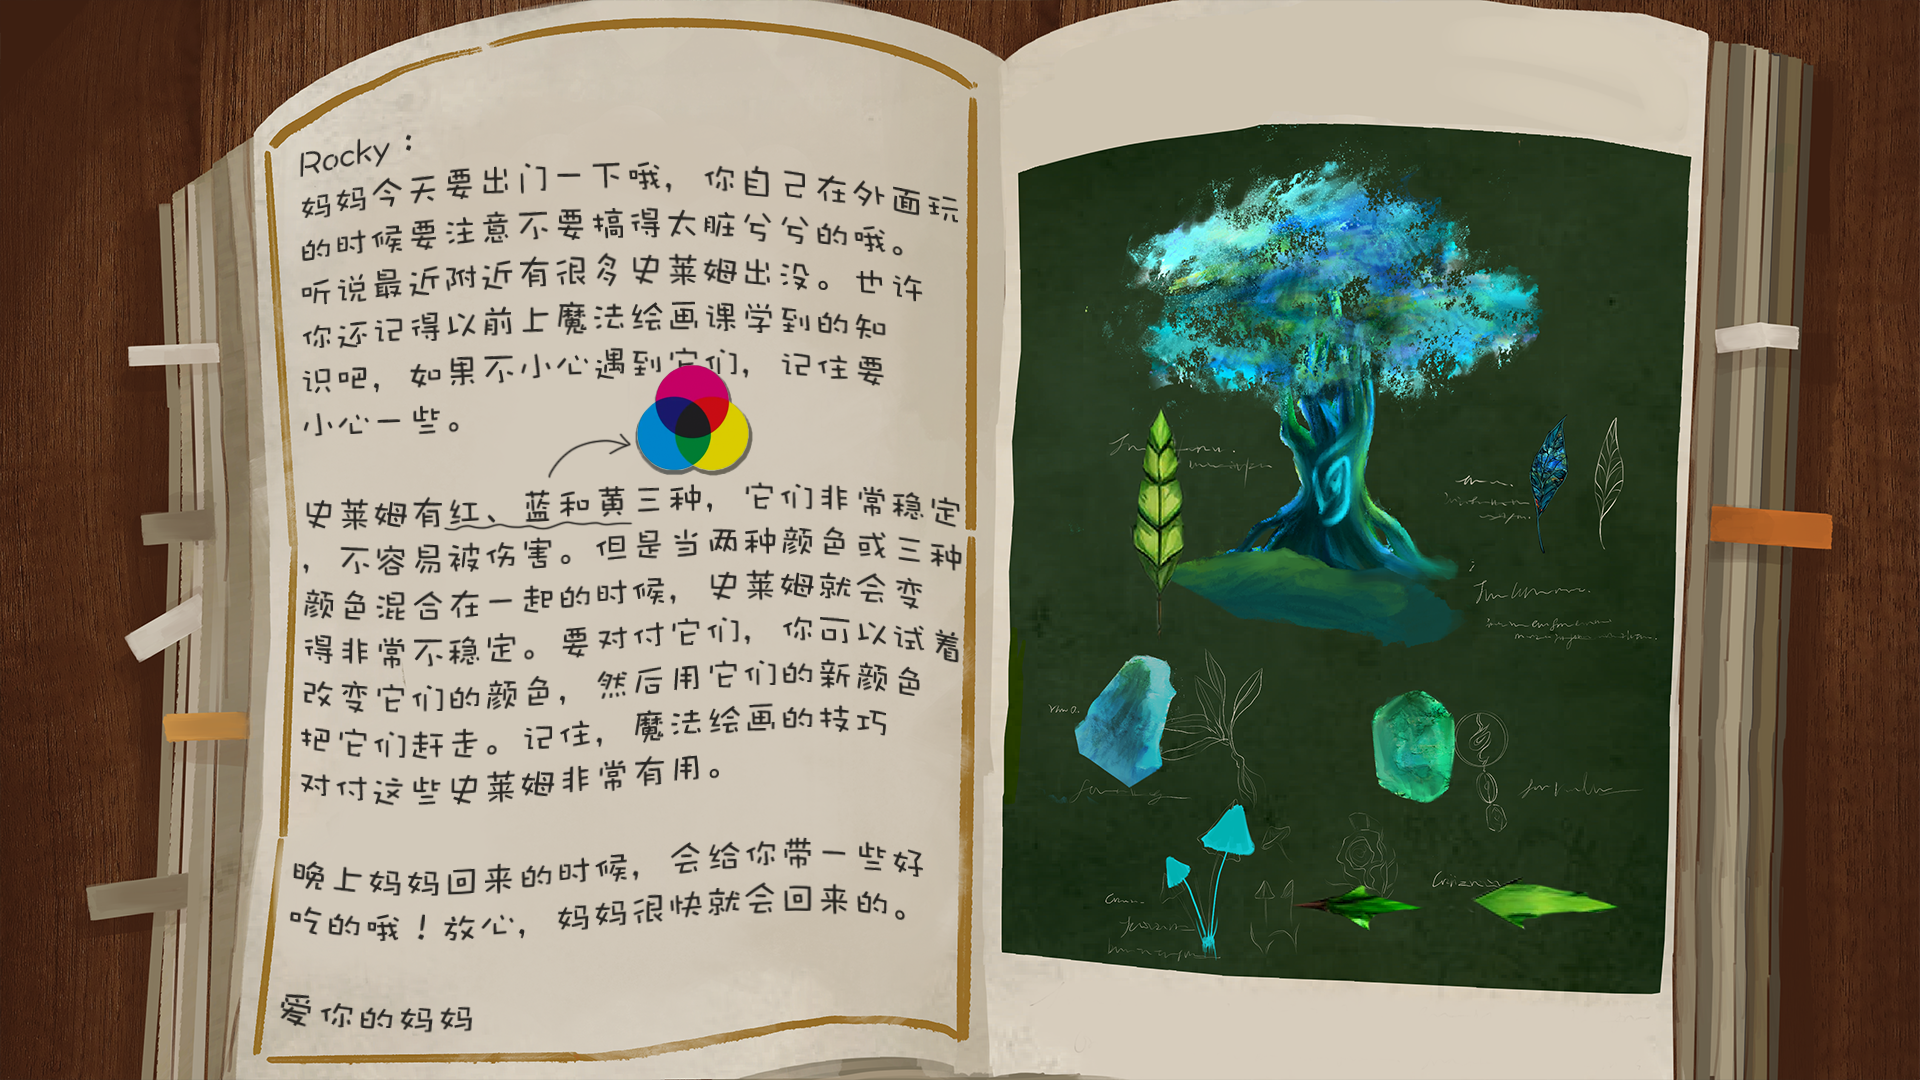 Rocky：
妈妈今天要出门一下哦，你自己在外面玩
的时候要注意不要搞得太脏兮兮的哦。
听说最近附近有很多史莱姆出没。也许
你还记得以前上魔法绘画课学到的知
识吧，如果不小心遇到它们，记住要
小心一些。
史莱姆有红、蓝和黄三种，它们非常稳定
，不容易被伤害。但是当两种颜色或三种
颜色混合在一起的时候，史莱姆就会变
得非常不稳定。要对付它们，你可以试着
改变它们的颜色，然后用它们的新颜色
把它们赶走。记住，魔法绘画的技巧
对付这些史莱姆非常有用。
晚上妈妈回来的时候，会给你带一些好
吃的哦！放心，妈妈很快就会回来的。
爱你的妈妈